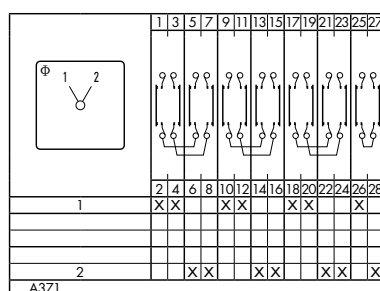 1 3 5 7 9 11 13 15 17 19 21 23 25 27
Φ
1 2
2 4 6 8 10 12 14 16 18 20 22 24 26 28
1 X X X X X X X
2 X X X X X X X
A371